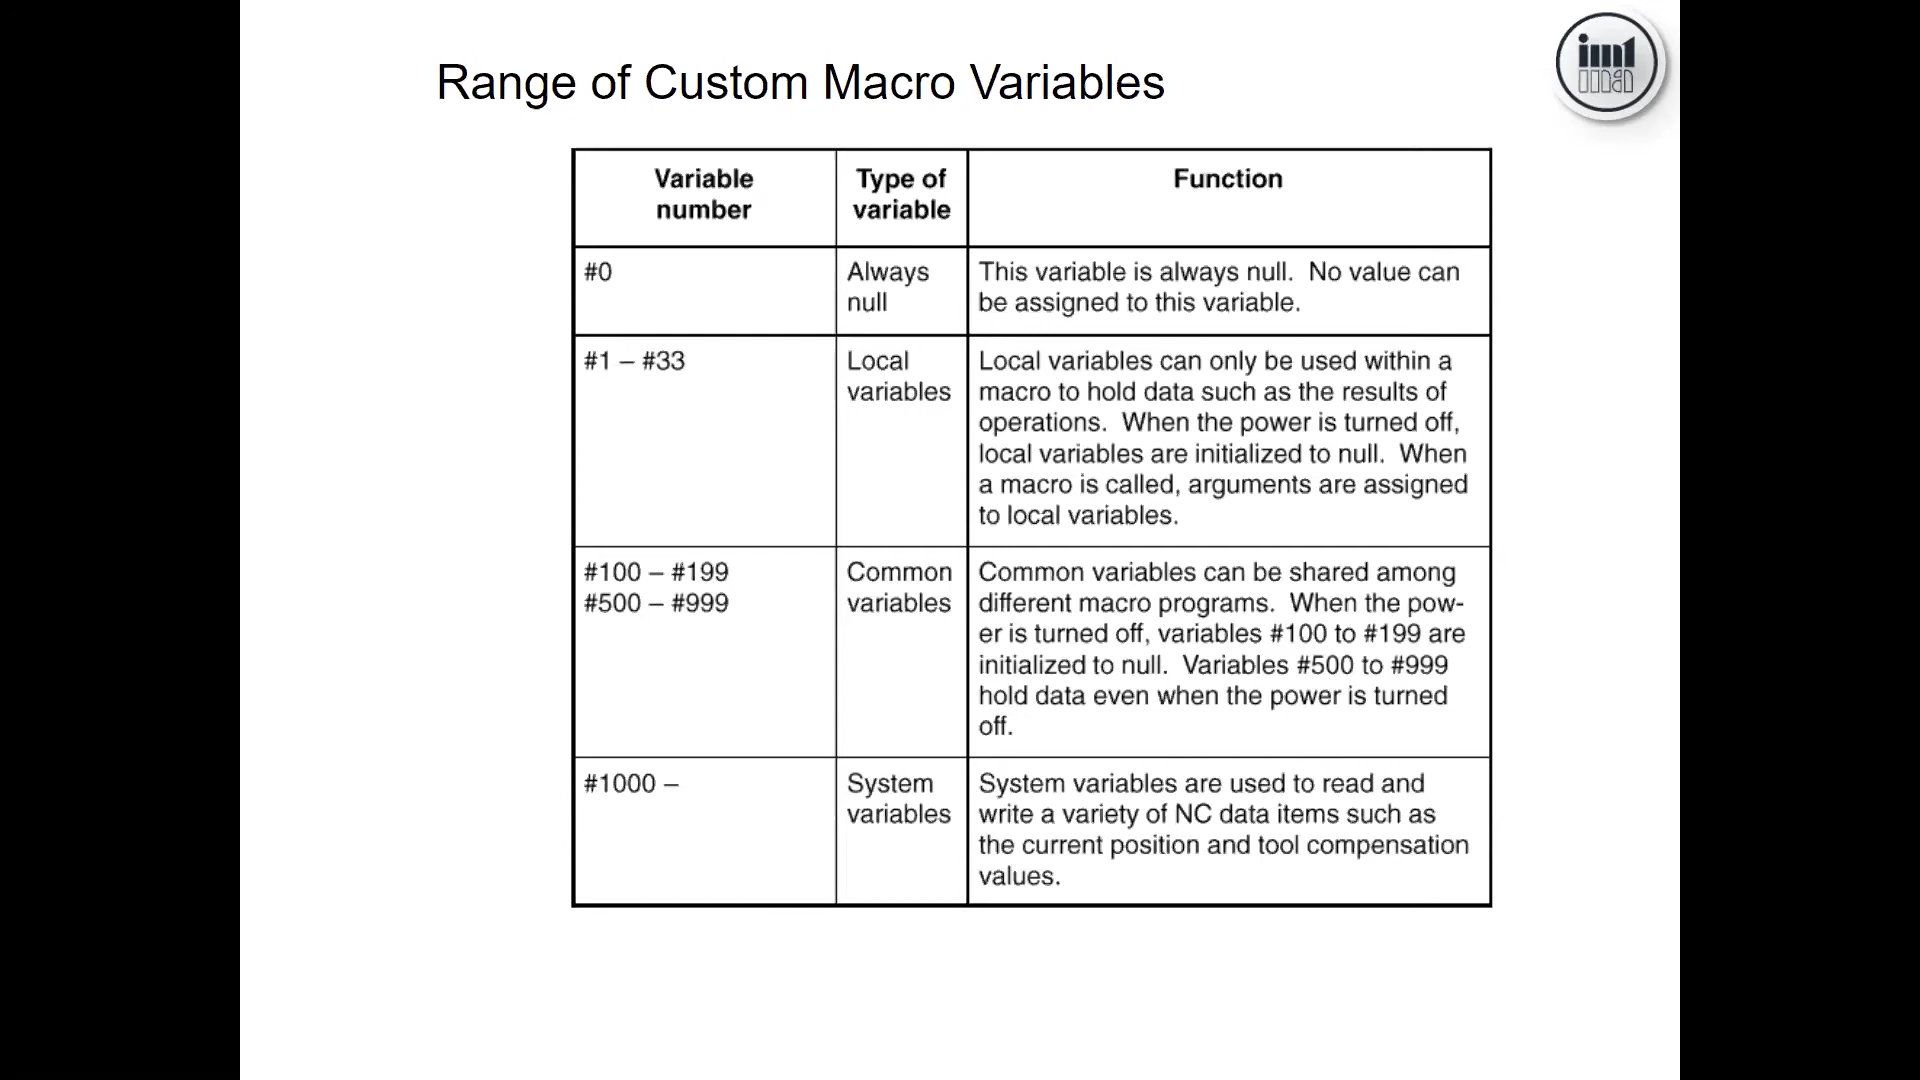 Range of Custom Macro Variables
imt
Variable
number
Type of
variable
Function
#0
Always
null
This variable is always null. No value can
be assigned to this variable.
#1 – #33
Local
variables
Local variables can only be used within a
macro to hold data such as the results of
operations. When the power is turned off,
local variables are initialized to null. When
a macro is called, arguments are assigned
to local variables.
#100 – #199
#500 – #999
Common
variables
Common variables can be shared among
different macro programs. When the pow-
er is turned off, variables #100 to #199 are
initialized to null. Variables #500 to #999
hold data even when the power is turned
off.
#1000 –
System
variables
System variables are used to read and
write a variety of NC data items such as
the current position and tool compensation
values.